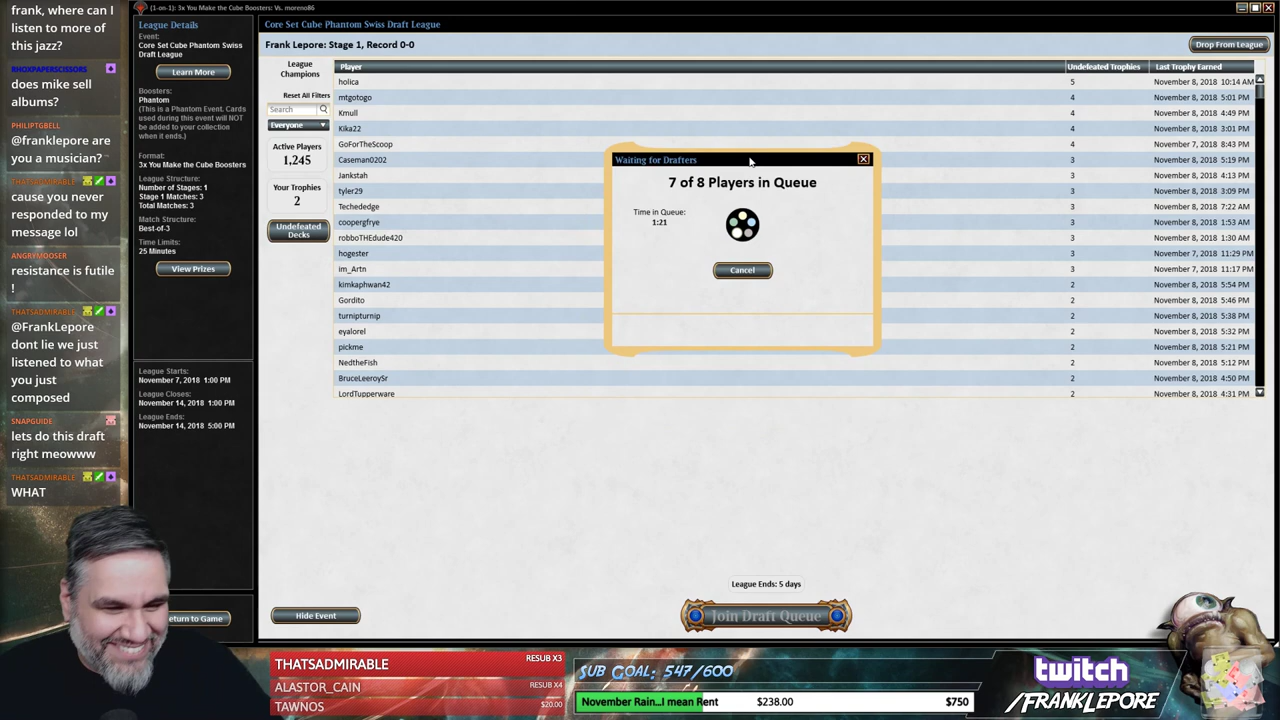 frank, where can I
listen to more of
this jazz?
RHOXPAPERSCISSORS
does mike sell
albums?
PHILIPTGBELL
@franklepore are
you a musician?
THATSADMIRABLE
cause you never
responded to my
message lol
ANGRYMOOSER
resistance is futile
!
THATSADMIRABLE
@FrankLepore
dont lie we just
listened to what
you just
composed
SNAPGUIDE
lets do this draft
right meowww
THATSADMIRABLE
WHAT
(1-on-1): 3x You Make the Cube Boosters: Vs. moreno86
League Details
Event:
Core Set Cube Phantom Swiss
Draft League
Learn More
Boosters:
Phantom
(This is a Phantom Event. Cards
used during this event will NOT
be added to your collection
when it ends.)
Format:
3x You Make the Cube Boosters
League Structure:
Number of Stages: 1
Stage 1 Matches: 3
Total Matches: 3
Match Structure:
Best-of-3
Time Limits:
25 Minutes
View Prizes
League Starts:
November 7, 2018 1:00 PM
League Closes:
November 14, 2018 1:00 PM
League Ends:
November 14, 2018 5:00 PM
eturn to Game
Core Set Cube Phantom Swiss Draft League
Frank Lepore: Stage 1, Record 0-0
Drop From League
League
Champions
Reset All Filters
Search
Everyone
Active Players
1,245
Your Trophies
2
Undefeated
Decks
Player Undefeated Trophies Last Trophy Earned
holica 5 November 8, 2018 10:14 AM
mtgotogo 4 November 8, 2018 5:01 PM
Kmull 4 November 8, 2018 4:49 PM
Kika22 4 November 8, 2018 3:01 PM
GoForTheScoop 4 November 7, 2018 8:43 PM
Caseman0202 3 November 8, 2018 5:19 PM
Jankstah 3 November 8, 2018 4:13 PM
tyler29 3 November 8, 2018 3:09 PM
Techededge 3 November 8, 2018 7:22 AM
coopergfrye 3 November 8, 2018 1:53 AM
robboTHEdude420 3 November 8, 2018 1:30 AM
hogester 3 November 7, 2018 11:29 PM
im_Artn 3 November 7, 2018 11:17 PM
kimkaphwan42 2 November 8, 2018 5:54 PM
Gordito 2 November 8, 2018 5:46 PM
turnipturnip 2 November 8, 2018 5:38 PM
eyalorel 2 November 8, 2018 5:32 PM
pickme 2 November 8, 2018 5:21 PM
NedtheFish 2 November 8, 2018 5:12 PM
BruceLeeroySr 2 November 8, 2018 4:50 PM
LordTupperware 2 November 8, 2018 4:31 PM
Waiting for Drafters
7 of 8 Players in Queue
Time in Queue:
1:21
Cancel
League Ends: 5 days
Hide Event
Join Draft Queue
THATSADMIRABLE RESUB X3
ALASTOR_CAIN RESUB X4
TAWNOS $20.00
SUB GOAL: 547/600
November Rain...I mean Rent $238.00 $750
twitch
/FRANKLEPORE